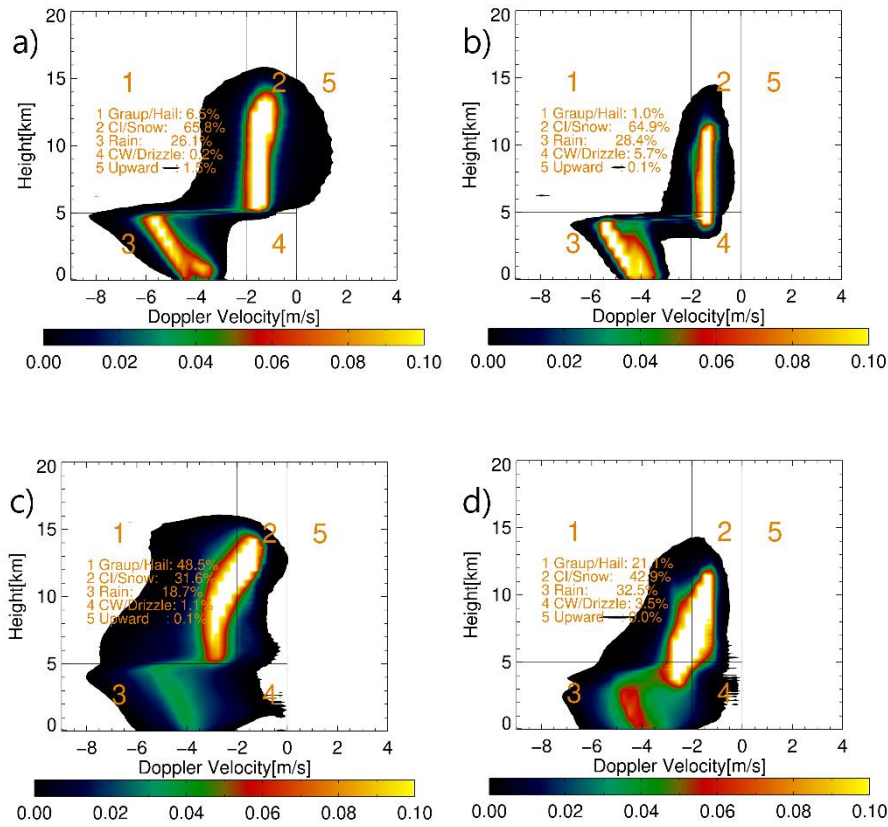 a)
20
15
10
5
0
Height[km]
1
2
5
3
4
1 Graup/Hail: 6.5%
2 CI/Snow: 65.8%
3 Rain: 26.1%
4 CW/Drizzle: 0.2%
5 Upward : 1.5%
-8 -6 -4 -2 0 2 4
Doppler Velocity[m/s]
0.00 0.02 0.04 0.06 0.08 0.10
b)
20
15
10
5
0
Height[km]
1
2
5
3
4
1 Graup/Hail: 1.0%
2 CI/Snow: 64.9%
3 Rain: 28.4%
4 CW/Drizzle: 5.7%
5 Upward : 0.1%
-8 -6 -4 -2 0 2 4
Doppler Velocity[m/s]
0.00 0.02 0.04 0.06 0.08 0.10
c)
20
15
10
5
0
Height[km]
1
2
5
3
4
1 Graup/Hail: 48.5%
2 CI/Snow: 31.6%
3 Rain: 18.7%
4 CW/Drizzle: 1.1%
5 Upward : 0.1%
-8 -6 -4 -2 0 2 4
Doppler Velocity[m/s]
0.00 0.02 0.04 0.06 0.08 0.10
d)
20
15
10
5
0
Height[km]
1
2
5
3
4
1 Graup/Hail: 21.1%
2 CI/Snow: 42.9%
3 Rain: 32.5%
4 CW/Drizzle: 3.5%
5 Upward : 0.0%
-8 -6 -4 -2 0 2 4
Doppler Velocity[m/s]
0.00 0.02 0.04 0.06 0.08 0.10